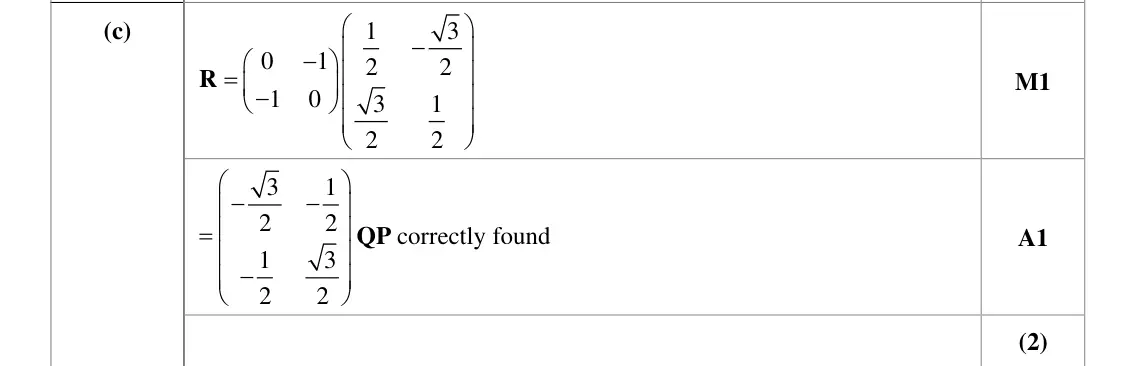 (c) R = ( 0 −1 ; −1 0 ) ( 1/2 −√3/2 ; √3/2 1/2 ) M1
= ( −√3/2 −1/2 ; −1/2 √3/2 ) QP correctly found A1
(2)